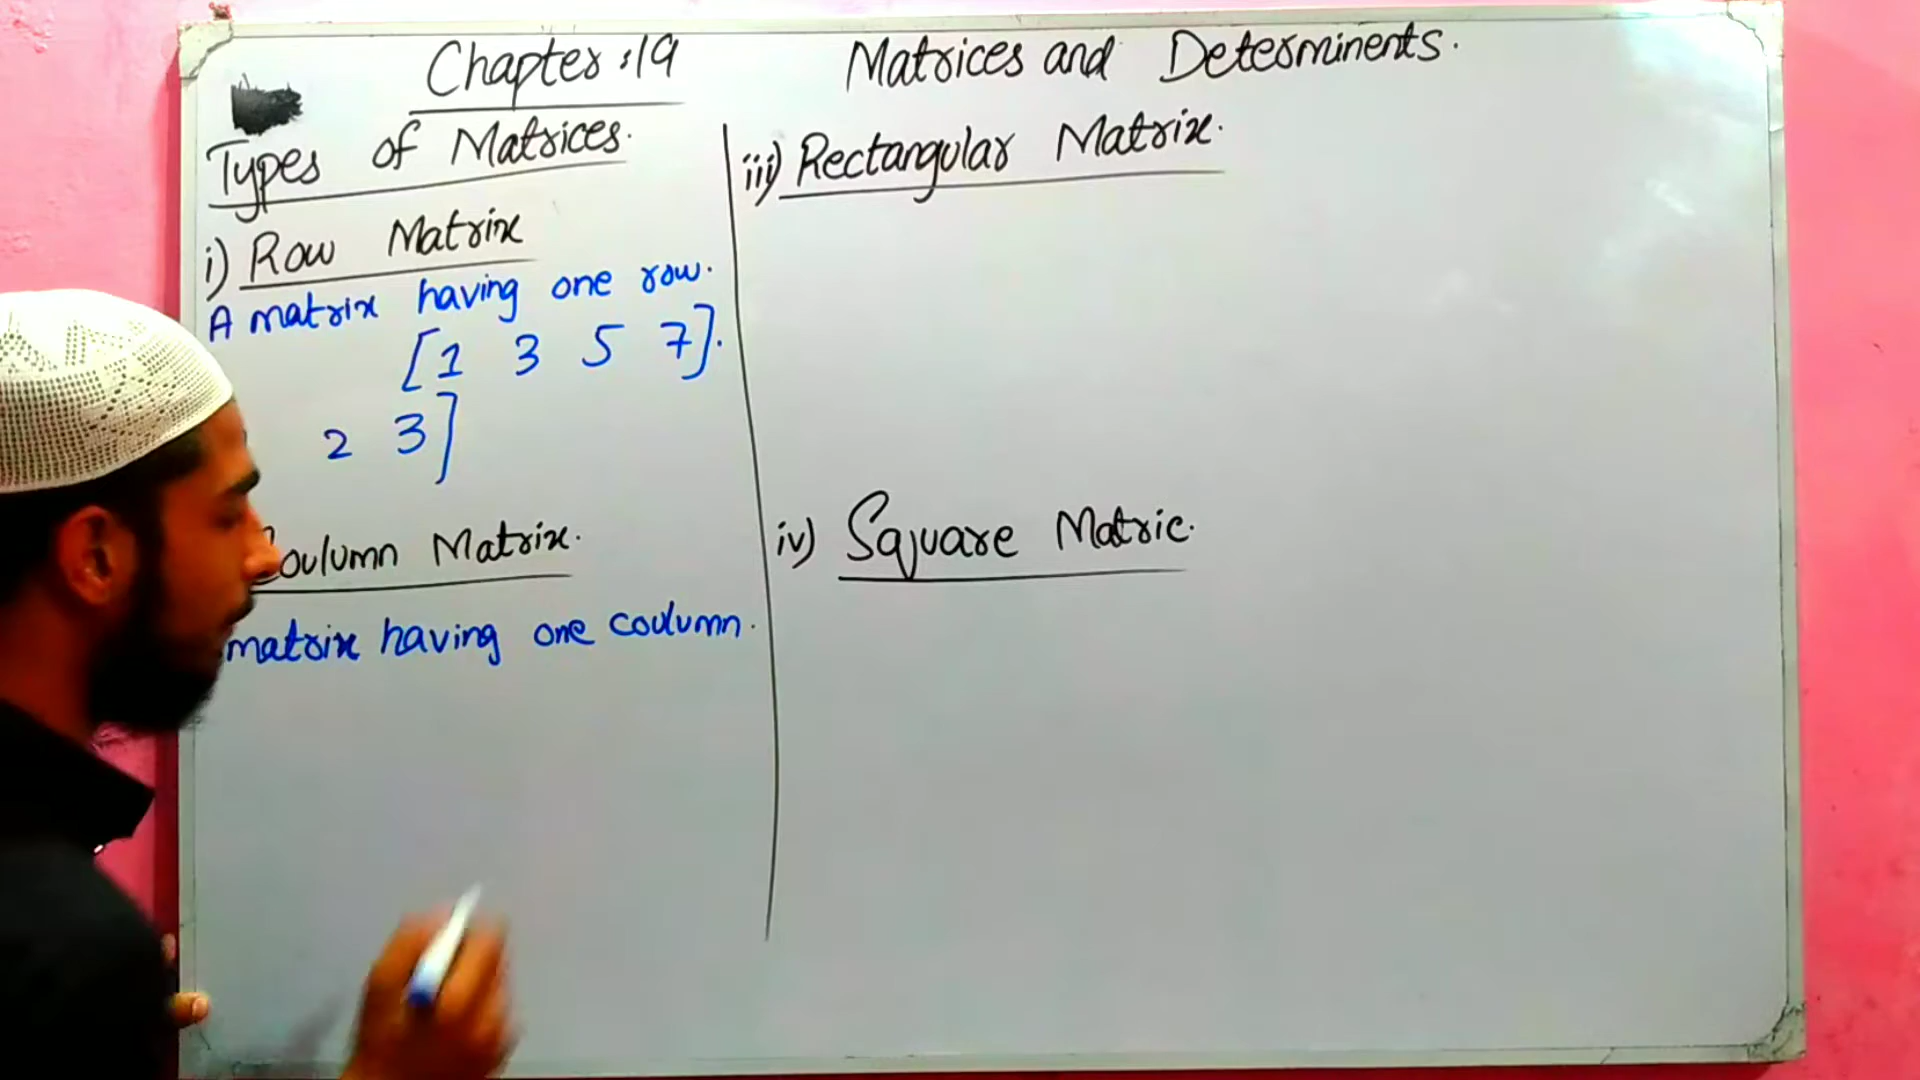 Chapter :19
Matrices and Determinents.
Types of Matrices.
i) Row Matrix
A matrix having one row.
[1 3 5 7].
2 3]
Coulumn Matrix.
matrix having one coulumn.
iii) Rectangular Matrix.
iv) Square Matric.